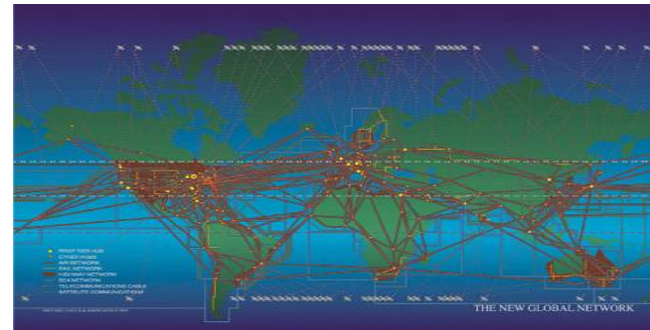 FIRST TIER HUB
OTHER HUBS
AIR NETWORK
RAIL NETWORK
HIGHWAY NETWORK
SEA NETWORK
TELECOMMUNICATIONS CABLE
SATELLITE COMMUNICATIONS
THE NEW GLOBAL NETWORK